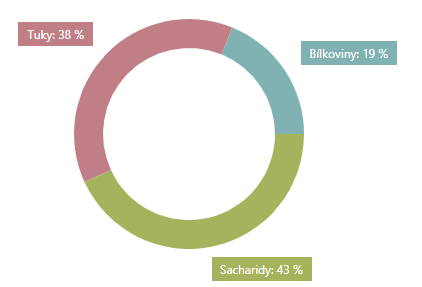 Tuky: 38 %
Bílkoviny: 19 %
Sacharidy: 43 %